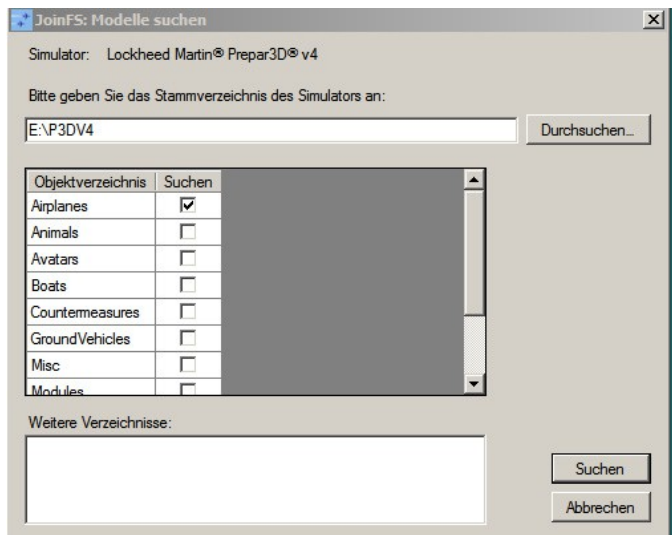 JoinFS: Modelle suchen
Simulator: Lockheed Martin® Prepar3D® v4
Bitte geben Sie das Stammverzeichnis des Simulators an:
E:\P3DV4
Durchsuchen...
Objektverzeichnis Suchen
Airplanes
Animals
Avatars
Boats
Countermeasures
GroundVehicles
Misc
Modules
Weitere Verzeichnisse:
Suchen
Abbrechen